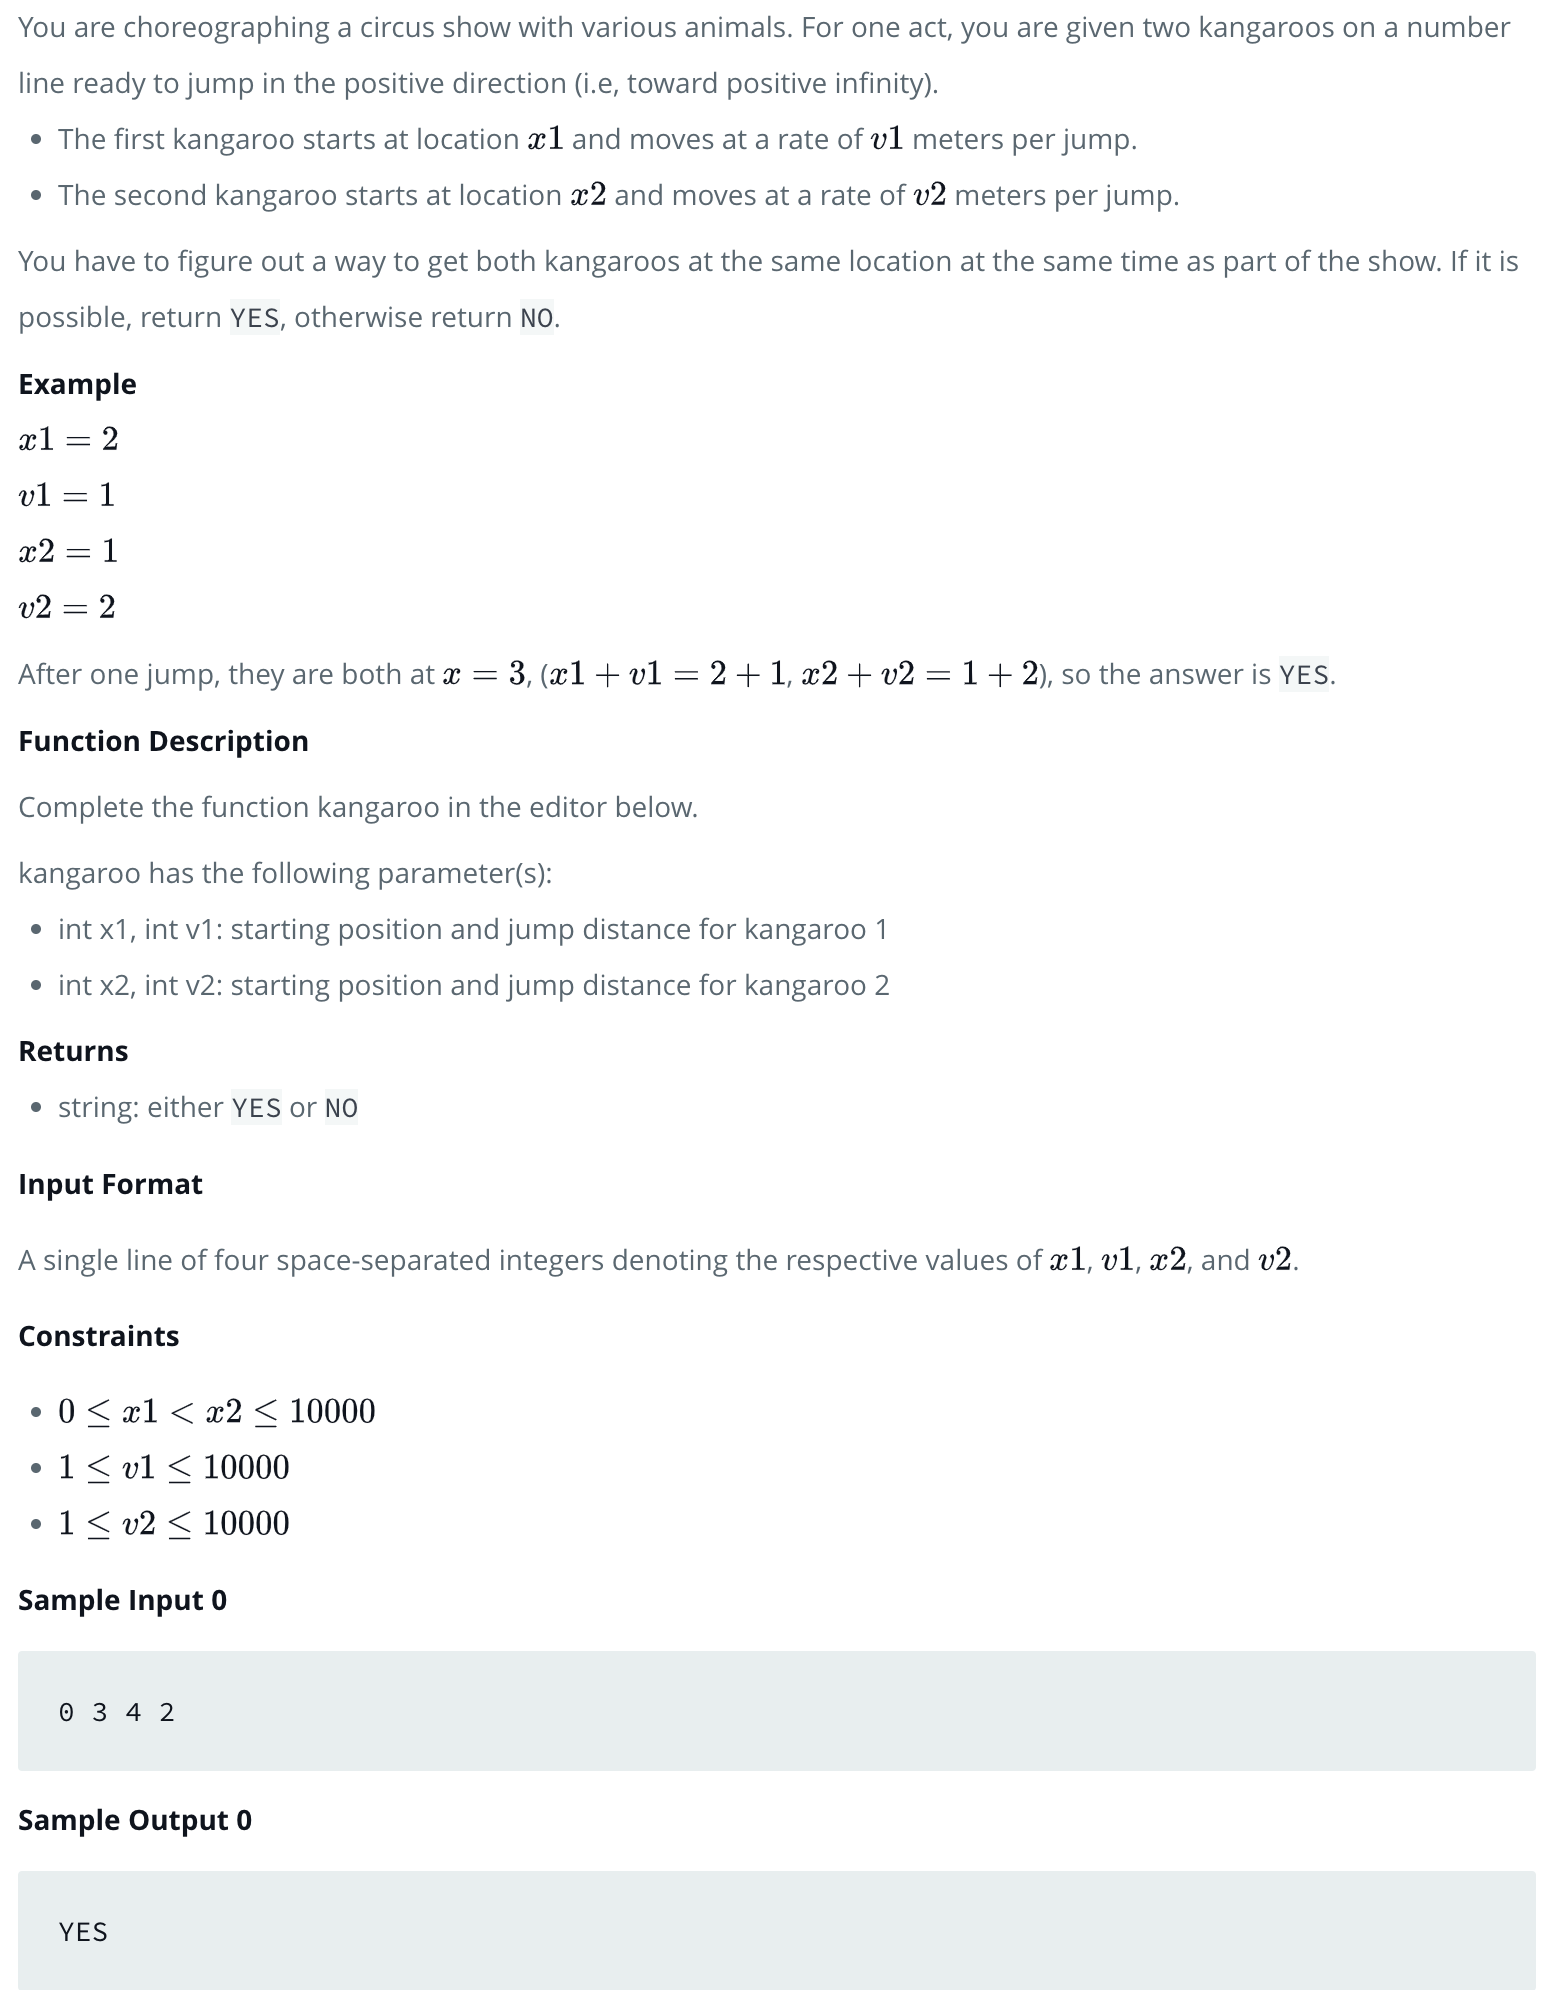 You are choreographing a circus show with various animals. For one act, you are given two kangaroos on a number
line ready to jump in the positive direction (i.e, toward positive infinity).
• The first kangaroo starts at location x1 and moves at a rate of v1 meters per jump.
• The second kangaroo starts at location x2 and moves at a rate of v2 meters per jump.
You have to figure out a way to get both kangaroos at the same location at the same time as part of the show. If it is
possible, return YES, otherwise return NO.
Example
x1 = 2
v1 = 1
x2 = 1
v2 = 2
After one jump, they are both at x = 3, (x1 + v1 = 2 + 1, x2 + v2 = 1 + 2), so the answer is YES.
Function Description
Complete the function kangaroo in the editor below.
kangaroo has the following parameter(s):
• int x1, int v1: starting position and jump distance for kangaroo 1
• int x2, int v2: starting position and jump distance for kangaroo 2
Returns
• string: either YES or NO
Input Format
A single line of four space-separated integers denoting the respective values of x1, v1, x2, and v2.
Constraints
• 0 ≤ x1 < x2 ≤ 10000
• 1 ≤ v1 ≤ 10000
• 1 ≤ v2 ≤ 10000
Sample Input 0
0 3 4 2
Sample Output 0
YES